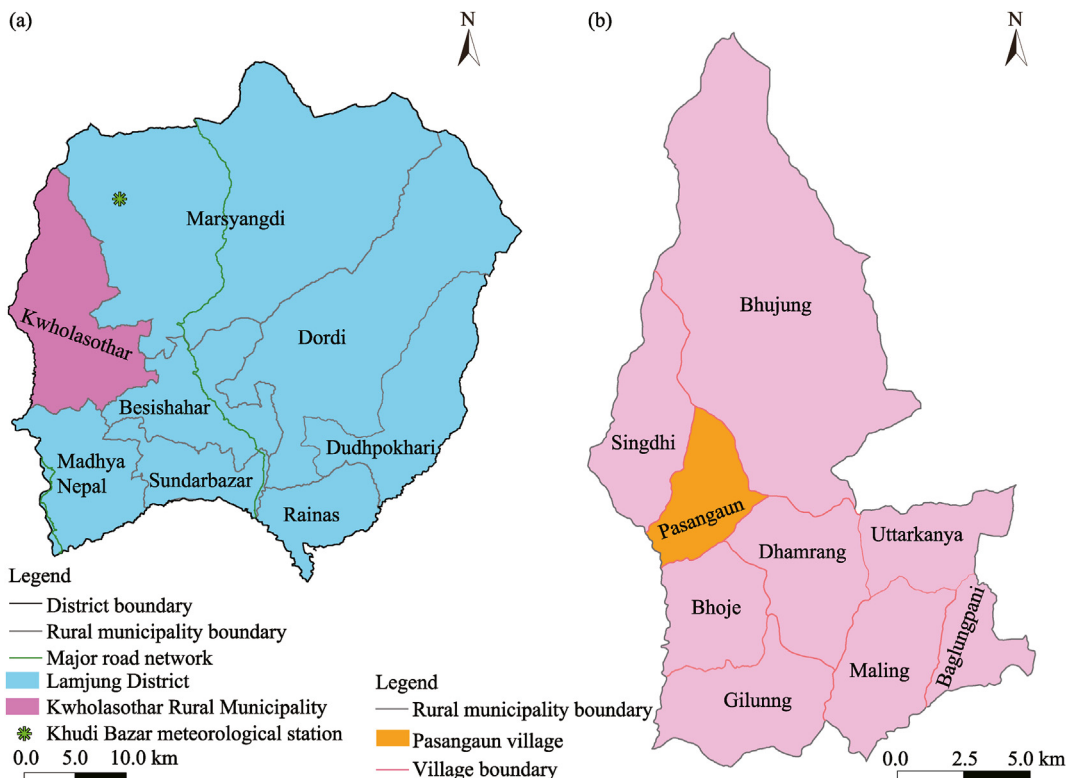 (a)
N
Marsyangdi
Kwholasothar
Dordi
Besishahar
Dudhpokhari
Madhya
Nepal
Sundarbazar
Rainas
Legend
District boundary
Rural municipality boundary
Major road network
Lamjung District
Kwholasothar Rural Municipality
Khudi Bazar meteorological station
0.0 5.0 10.0 km
(b)
N
Bhujung
Singdhi
Pasangaun
Uttarkanya
Dhamrang
Bhoje
Baglungpani
Maling
Gilunng
Legend
Rural municipality boundary
Pasangaun village
Village boundary
0.0 2.5 5.0 km